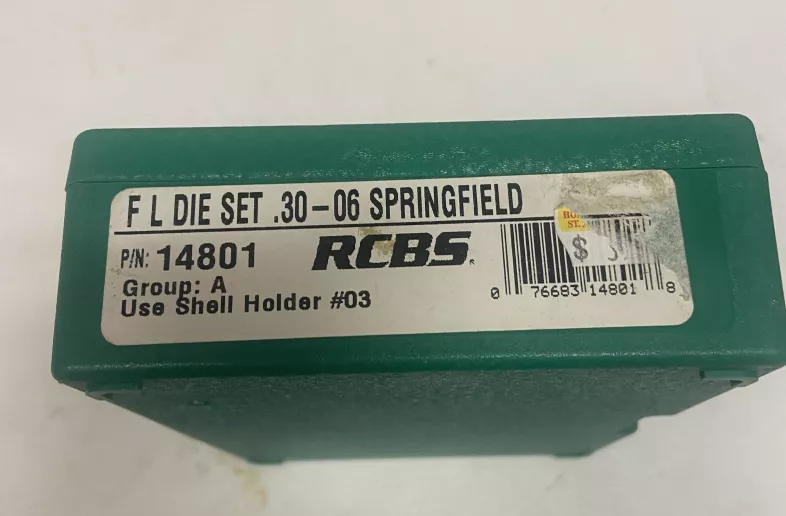 F L DIE SET .30-06 SPRINGFIELD
P/N: 14801
RCBS
Group: A
Use Shell Holder #03
$
0 76683 14801 8